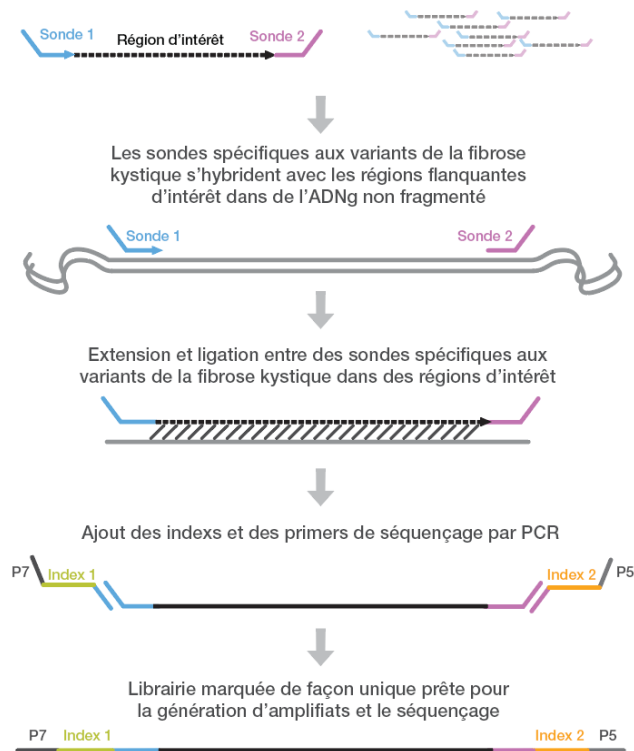 Sonde 1 Région d'intérêt Sonde 2
Les sondes spécifiques aux variants de la fibrose
kystique s'hybrident avec les régions flanquantes
d'intérêt dans de l'ADNg non fragmenté
Sonde 1 Sonde 2
Extension et ligation entre des sondes spécifiques aux
variants de la fibrose kystique dans des régions d'intérêt
Ajout des indexs et des primers de séquençage par PCR
P7 Index 1 Index 2 P5
Librairie marquée de façon unique prête pour
la génération d'amplifiats et le séquençage
P7 Index 1 Index 2 P5